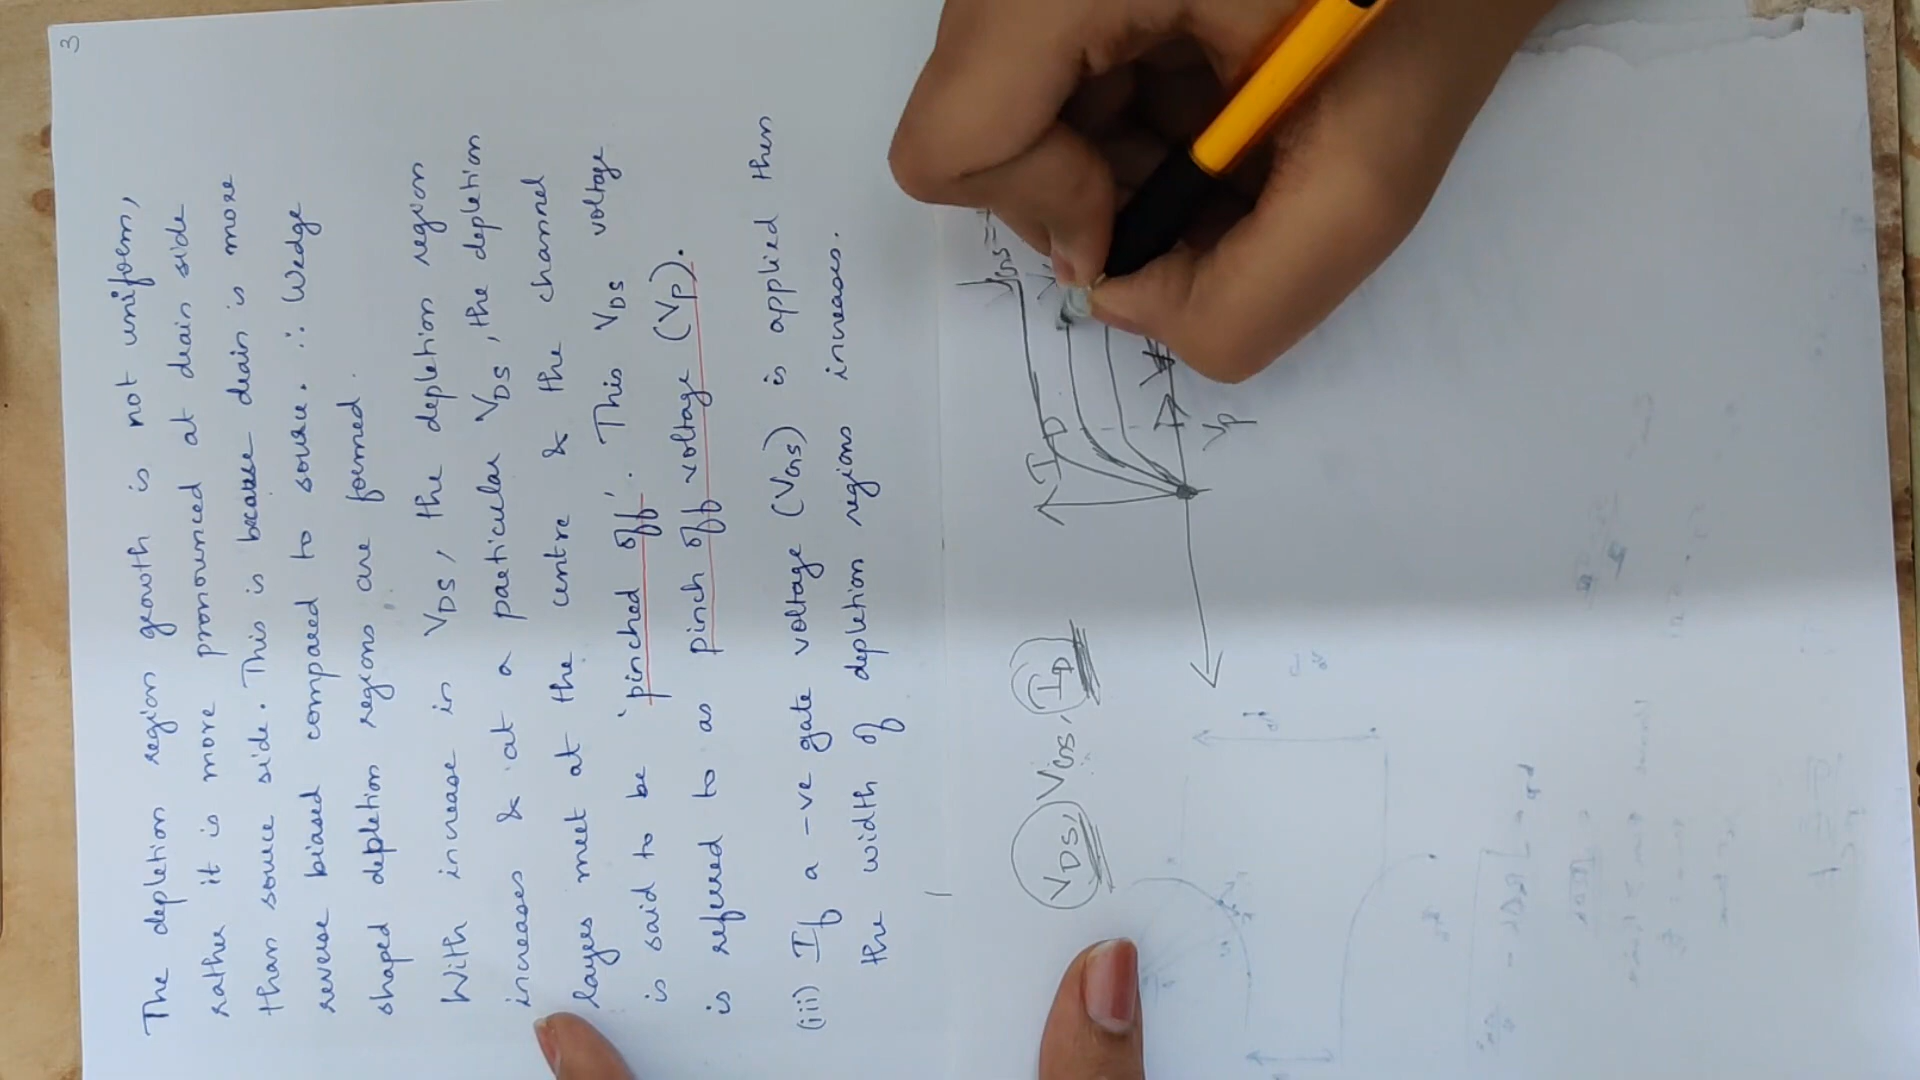 3
The depletion region growth is not uniform,
rather it is more pronounced at drain side
than source side. This is because drain is more
reverse biased compared to source. ∴ Wedge
shaped depletion regions are formed.
With increase in VDS, the depletion region
increases & at a particular VDS, the depletion
layers meet at the centre & the channel
is said to be 'pinched off'. This VDS voltage
is referred to as pinch off voltage (VP).
(iii) If a -ve gate voltage (VGS) is applied then
the width of depletion regions increases.
VDS, VGS, ID
ID
VGS =
VP